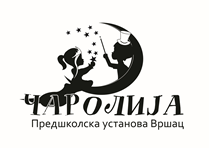 ЧАРОЛИЈА
Предшколска установа Вршац